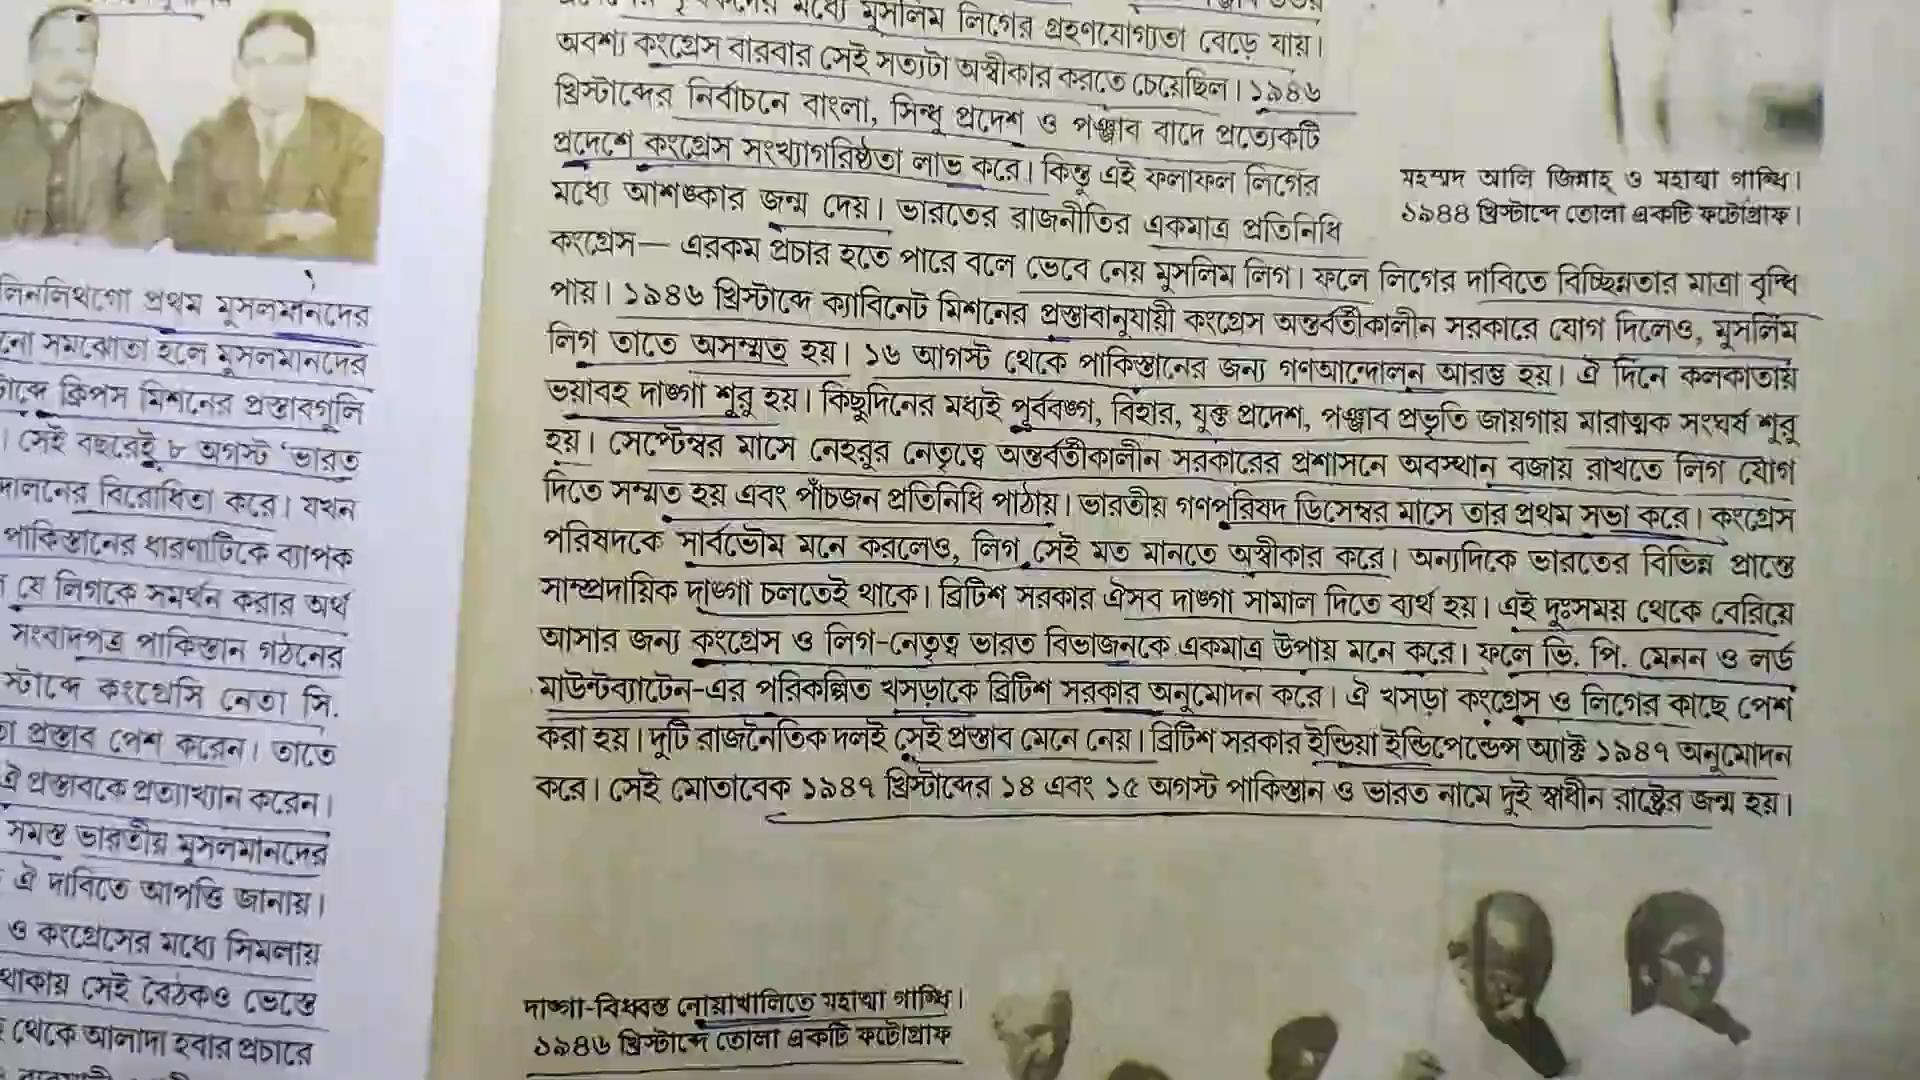 লিনলিথগো প্রথম মুসলমানদের
নো সমঝোতা হলে মুসলমানদের
টাব্দে ক্রিপস মিশনের প্রস্তাবগুলি
। সেই বছরেই ৮ অগস্ট 'ভারত
দোলনের বিরোধিতা করে। যখন
পাকিস্তানের ধারণাটিকে ব্যাপক
যে লিগকে সমর্থন করার অর্থ
সংবাদপত্র পাকিস্তান গঠনের
স্টাব্দে কংগ্রেসি নেতা সি.
প্রস্তাব পেশ করেন। তাতে
ঐ প্রস্তাবকে প্রত্যাখ্যান করেন।
সমস্ত ভারতীয় মুসলমানদের
ঐ দাবিতে আপত্তি জানায়।
ও কংগ্রেসের মধ্যে সিমলায়
থাকায় সেই বৈঠকও ভেস্তে
থেকে আলাদা হবার প্রচারে
মধ্যে মুসলিম লিগের গ্রহণযোগ্যতা বেড়ে যায়।
অবশ্য কংগ্রেস বারবার সেই সত্যটা অস্বীকার করতে চেয়েছিল। ১৯৪৬
খ্রিস্টাব্দের নির্বাচনে বাংলা, সিন্ধু প্রদেশ ও পঞ্জাব বাদে প্রত্যেকটি
প্রদেশে কংগ্রেস সংখ্যাগরিষ্ঠতা লাভ করে। কিন্তু এই ফলাফল লিগের
মধ্যে আশঙ্কার জন্ম দেয়। ভারতের রাজনীতির একমাত্র প্রতিনিধি
কংগ্রেস— এরকম প্রচার হতে পারে বলে ভেবে নেয় মুসলিম লিগ। ফলে লিগের দাবিতে বিচ্ছিন্নতার মাত্রা বৃদ্ধি
পায়। ১৯৪৬ খ্রিস্টাব্দে ক্যাবিনেট মিশনের প্রস্তাবানুযায়ী কংগ্রেস অন্তর্বর্তীকালীন সরকারে যোগ দিলেও, মুসলিম
লিগ তাতে অসম্মত হয়। ১৬ আগস্ট থেকে পাকিস্তানের জন্য গণআন্দোলন আরম্ভ হয়। ঐ দিনে কলকাতায়
ভয়াবহ দাঙ্গা শুরু হয়। কিছুদিনের মধ্যেই পূর্ববঙ্গ, বিহার, যুক্ত প্রদেশ, পঞ্জাব প্রভৃতি জায়গায় মারাত্মক সংঘর্ষ শুরু
হয়। সেপ্টেম্বর মাসে নেহরুর নেতৃত্বে অন্তর্বর্তীকালীন সরকারের প্রশাসনে অবস্থান বজায় রাখতে লিগ যোগ
দিতে সম্মত হয় এবং পাঁচজন প্রতিনিধি পাঠায়। ভারতীয় গণপরিষদ ডিসেম্বর মাসে তার প্রথম সভা করে। কংগ্রেস
পরিষদকে সার্বভৌম মনে করলেও, লিগ সেই মত মানতে অস্বীকার করে। অন্যদিকে ভারতের বিভিন্ন প্রান্তে
সাম্প্রদায়িক দাঙ্গা চলতেই থাকে। ব্রিটিশ সরকার ঐসব দাঙ্গা সামাল দিতে ব্যর্থ হয়। এই দুঃসময় থেকে বেরিয়ে
আসার জন্য কংগ্রেস ও লিগ-নেতৃত্ব ভারত বিভাজনকে একমাত্র উপায় মনে করে। ফলে ভি. পি. মেনন ও লর্ড
মাউন্টব্যাটেন-এর পরিকল্পিত খসড়াকে ব্রিটিশ সরকার অনুমোদন করে। ঐ খসড়া কংগ্রেস ও লিগের কাছে পেশ
করা হয়। দুটি রাজনৈতিক দলই সেই প্রস্তাব মেনে নেয়। ব্রিটিশ সরকার ইন্ডিয়া ইন্ডিপেন্ডেন্স অ্যাক্ট ১৯৪৭ অনুমোদন
করে। সেই মোতাবেক ১৯৪৭ খ্রিস্টাব্দের ১৪ এবং ১৫ অগস্ট পাকিস্তান ও ভারত নামে দুই স্বাধীন রাষ্ট্রের জন্ম হয়।
মহম্মদ আলি জিন্নাহ্ ও মহাত্মা গান্ধি।
১৯৪৪ খ্রিস্টাব্দে তোলা একটি ফটোগ্রাফ।
দাঙ্গা-বিধ্বস্ত নোয়াখালিতে মহাত্মা গান্ধি।
১৯৪৬ খ্রিস্টাব্দে তোলা একটি ফটোগ্রাফ